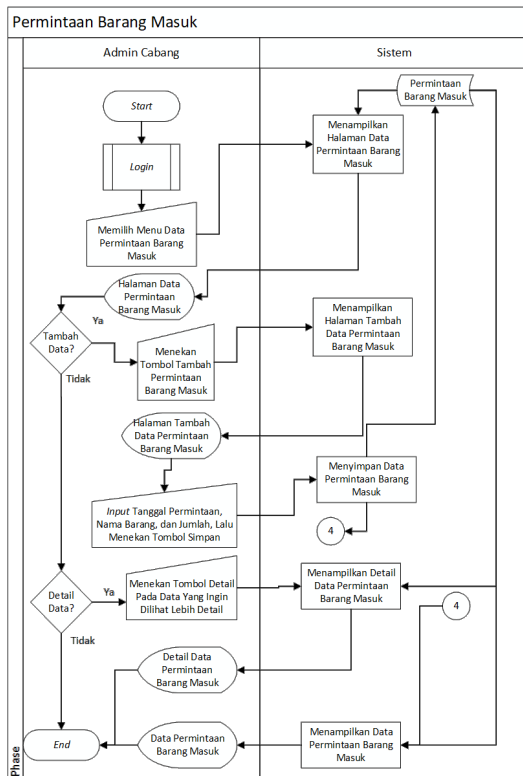 Permintaan Barang Masuk
Admin Cabang
Sistem
Start
Permintaan
Barang Masuk
Menampilkan
Halaman Data
Permintaan Barang
Masuk
Login
Memilih Menu Data
Permintaan Barang
Masuk
Halaman Data
Permintaan
Barang Masuk
Ya
Tambah
Data?
Tidak
Menekan
Tombol Tambah
Permintaan
Barang Masuk
Menampilkan
Halaman Tambah
Data Permintaan
Barang Masuk
Halaman Tambah
Data Permintaan
Barang Masuk
Menyimpan Data
Permintaan Barang
Masuk
Input Tanggal Permintaan,
Nama Barang, dan Jumlah, Lalu
Menekan Tombol Simpan
4
Detail
Data?
Ya
Tidak
Menekan Tombol Detail
Pada Data Yang Ingin
Dilihat Lebih Detail
Menampilkan Detail
Data Permintaan
Barang Masuk
4
Detail Data
Permintaan
Barang Masuk
End
Data Permintaan
Barang Masuk
Menampilkan Data
Permintaan Barang
Masuk
Phase